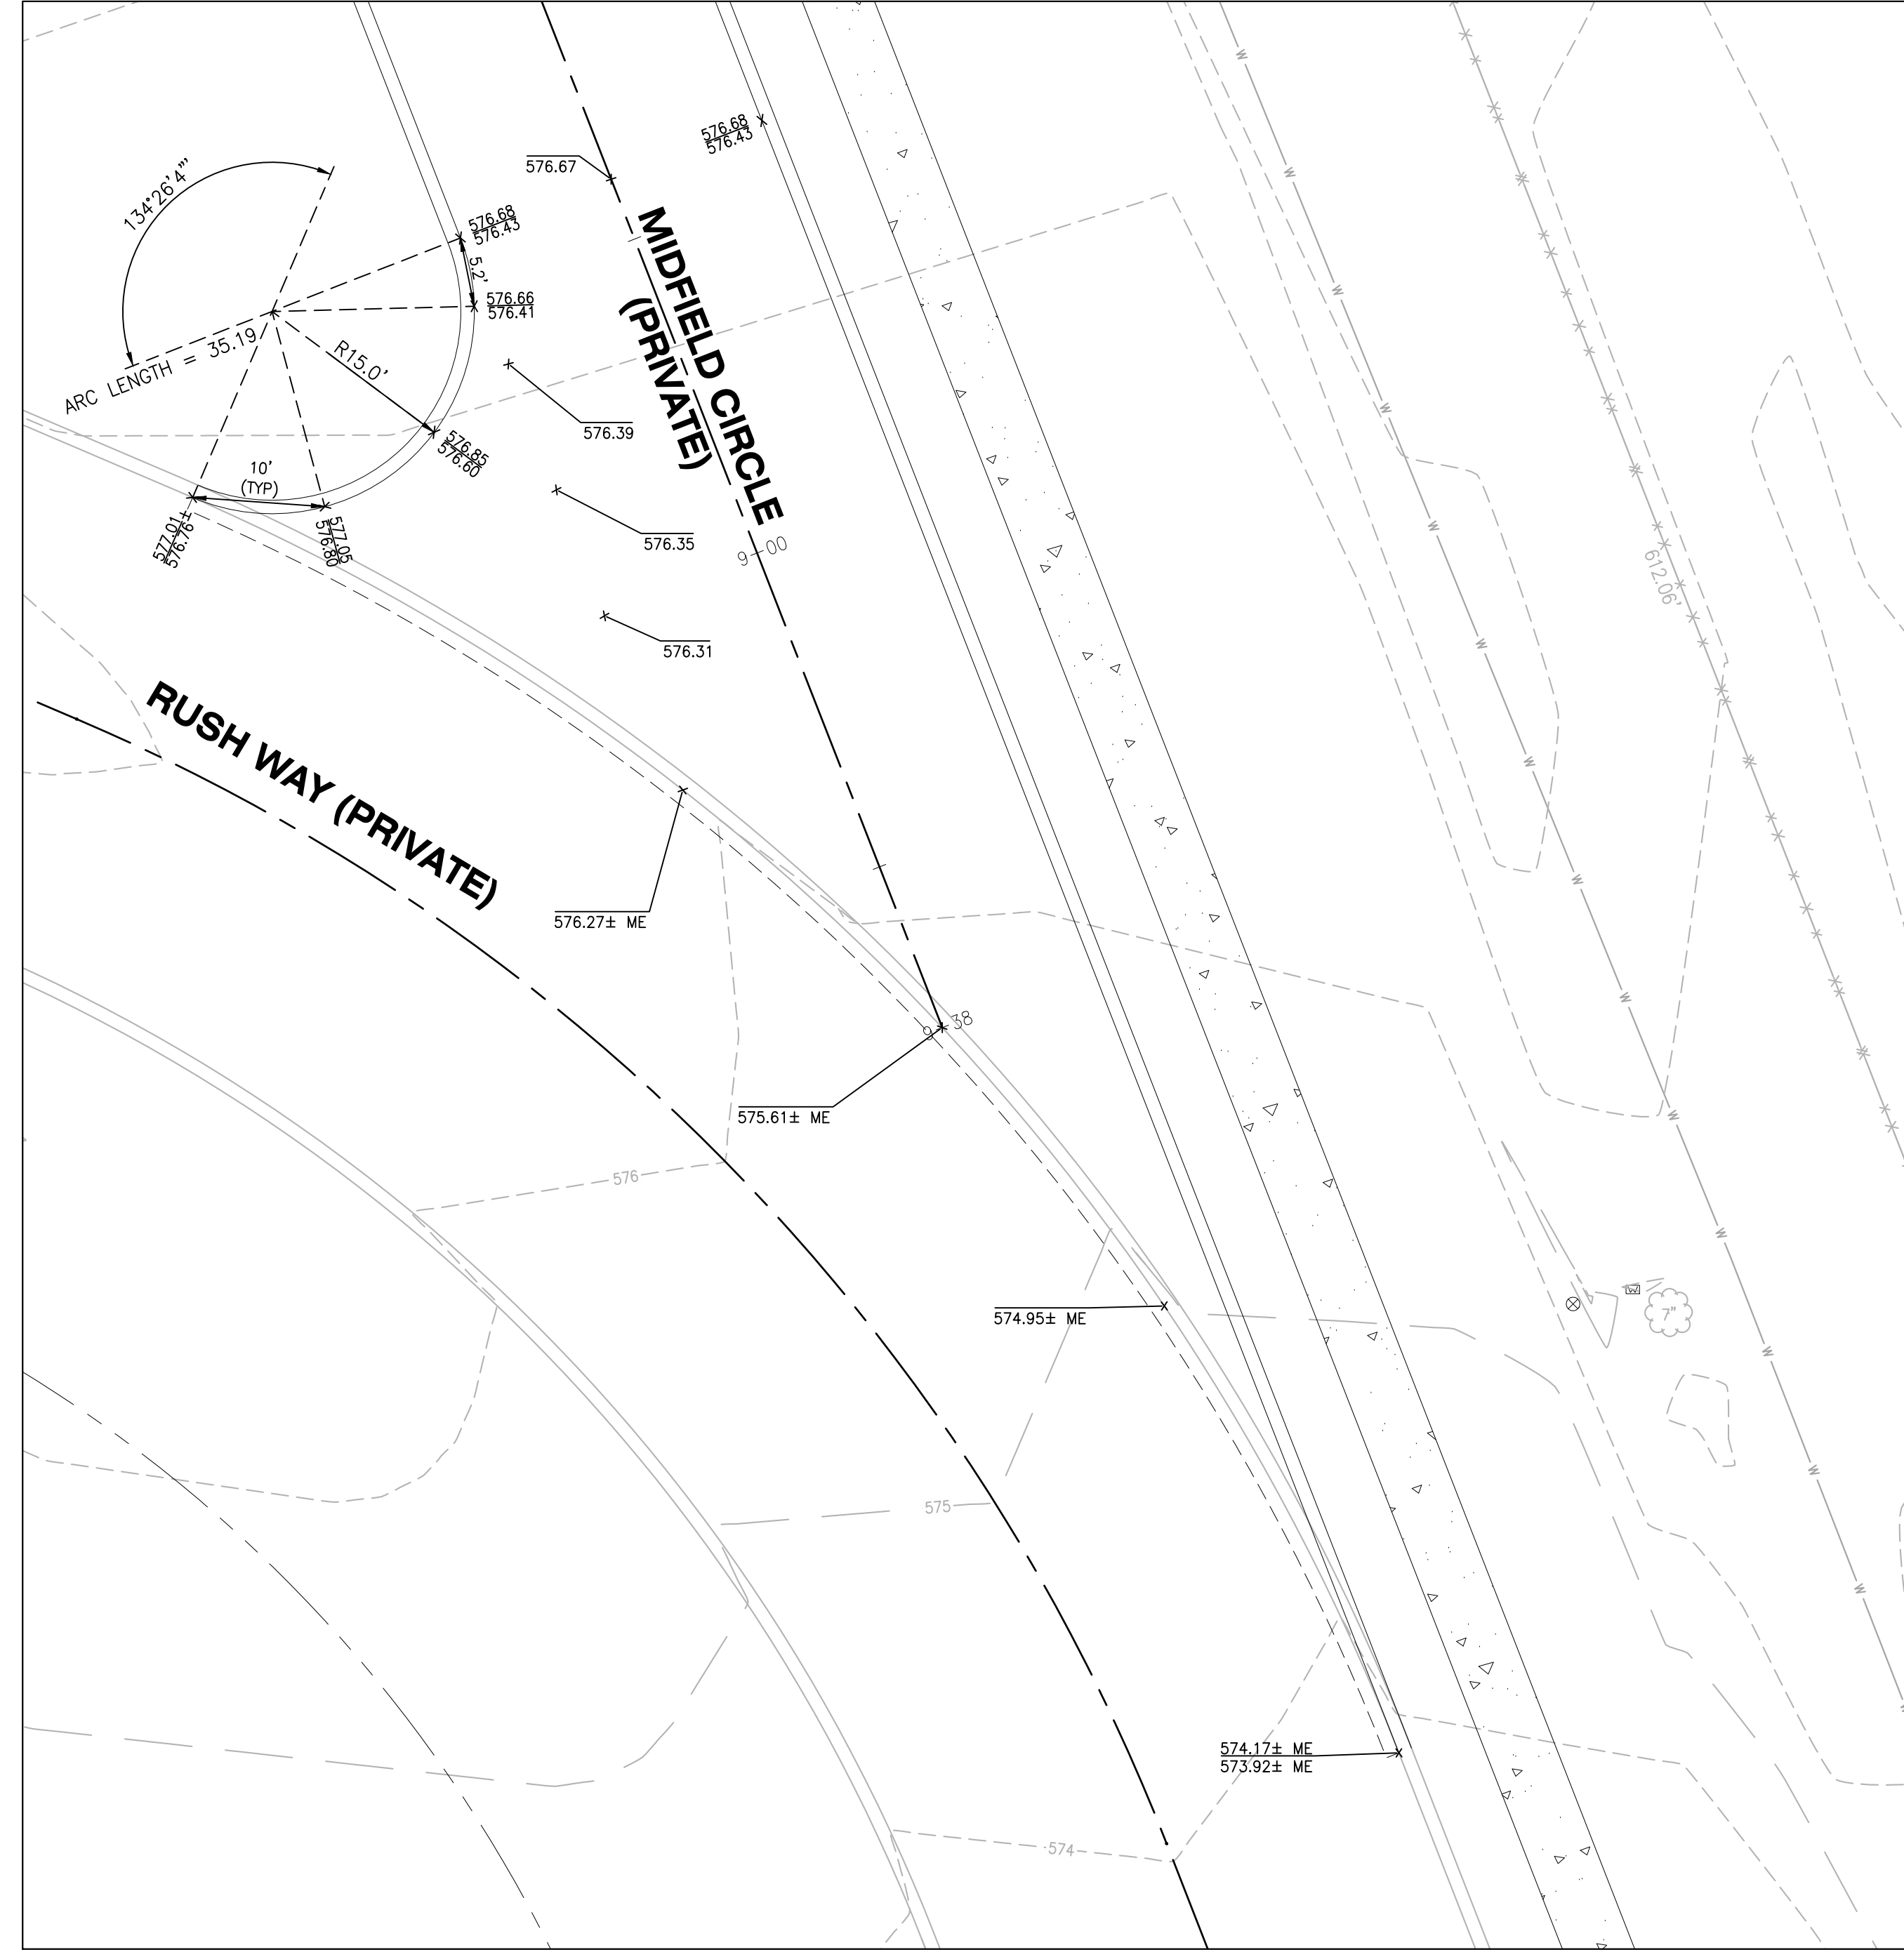 576.68
576.43
576.67
134°26'4"'
576.68
576.43
5.2'
MIDFIELD CIRCLE
(PRIVATE)
576.66
576.41
R15.0'
ARC LENGTH = 35.19
576.39
576.85
576.60
10'
(TYP)
577.01±
576.76±
577.05
576.80
576.35
9+00
612.06'
576.31
RUSH WAY (PRIVATE)
576.27± ME
9+38
575.61± ME
576
574.95± ME
7"
575
574.17± ME
573.92± ME
574
W
W
W
W
W
W
W
W
W
W
W
W
W
W